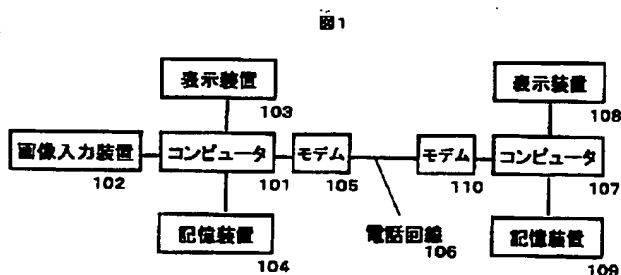 図1
表示装置
103
表示装置
108
画像入力装置
102
コンピュータ
101
モデム
105
モデム
110
コンピュータ
107
記憶装置
104
電話回線
106
記憶装置
109